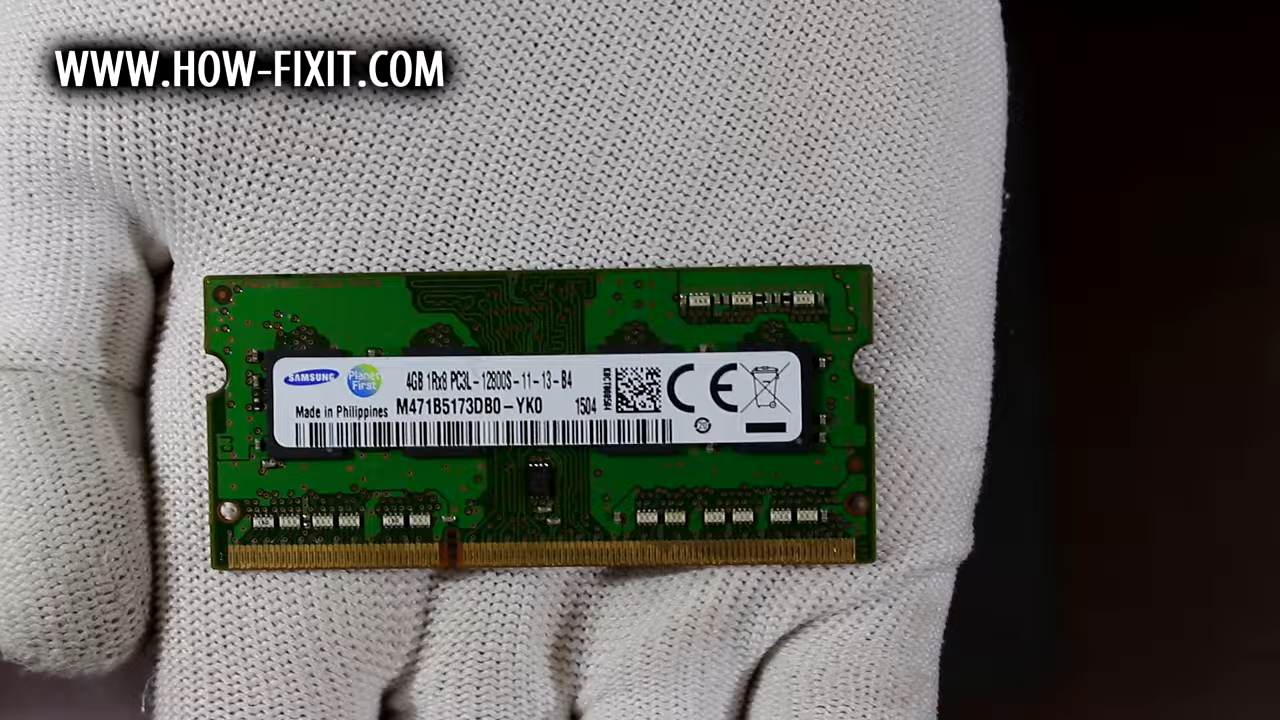 WWW.HOW-FIXIT.COM
SAMSUNG
Planet
First
4GB 1Rx8 PC3L-12800S-11-13-B4
Made in Philippines
M471B5173DB0-YK0
1504
CE
20